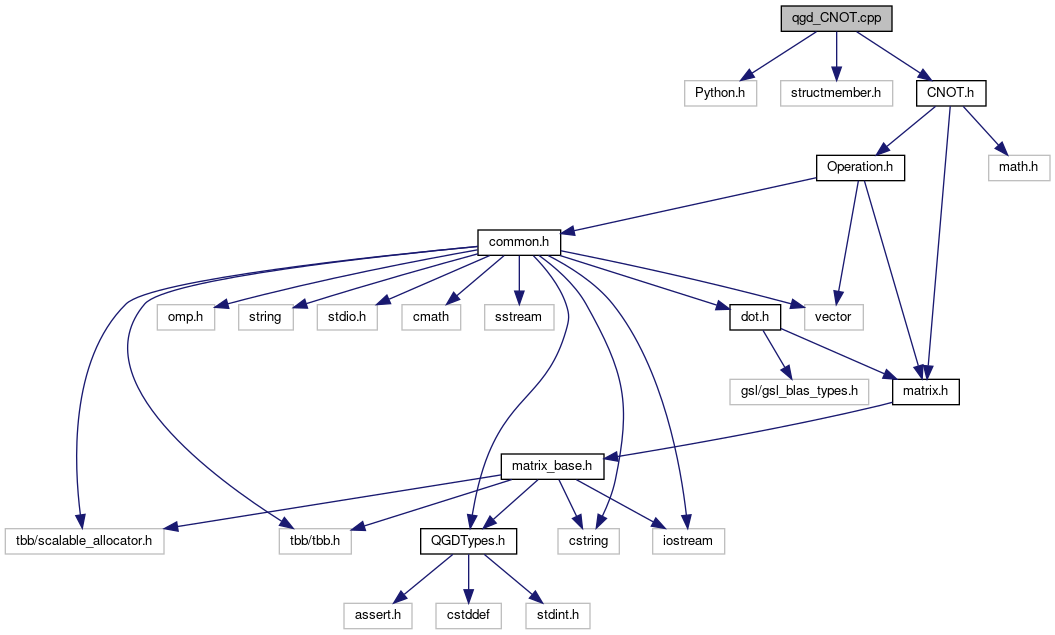 qgd_CNOT.cpp
Python.h
structmember.h
CNOT.h
Operation.h
math.h
common.h
omp.h
string
stdio.h
cmath
sstream
dot.h
vector
gsl/gsl_blas_types.h
matrix.h
matrix_base.h
tbb/scalable_allocator.h
tbb/tbb.h
QGDTypes.h
cstring
iostream
assert.h
cstddef
stdint.h